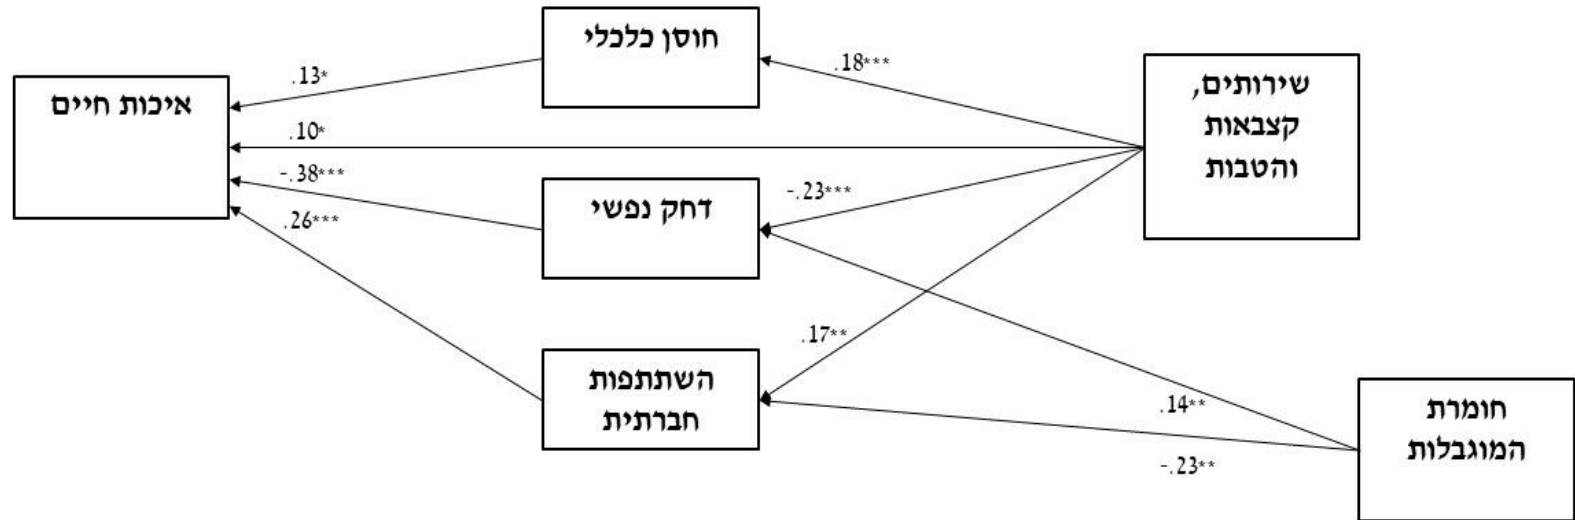 חוסן כלכלי
שירותים,
קצבאות
והטבות
.18***
.13*
איכות חיים
.10*
-.38***
-.23***
דחק נפשי
.26***
.17**
השתתפות
חברתית
.14**
חומרת
המוגבלות
-.23**